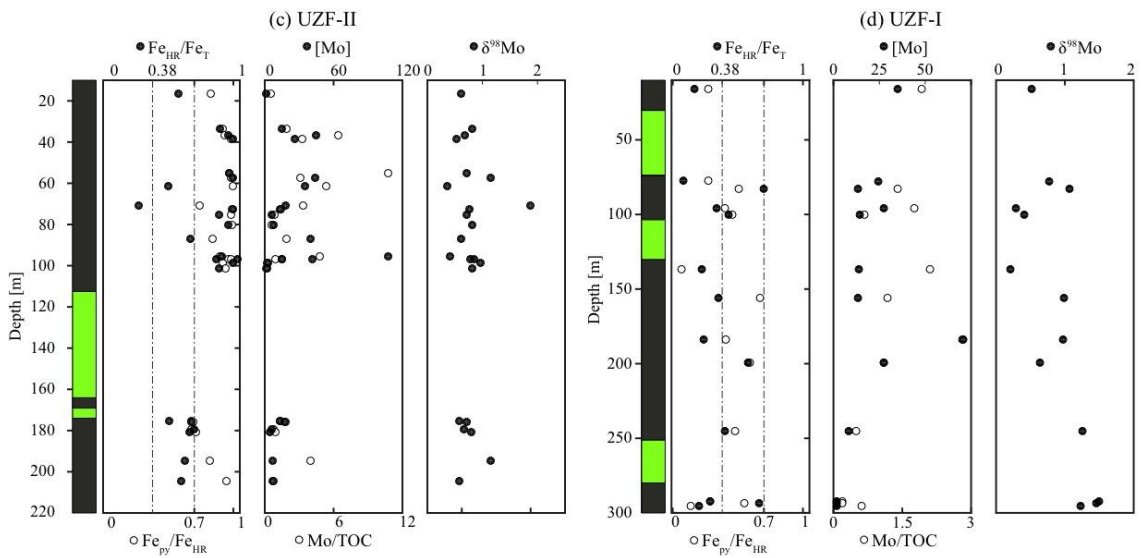 (c) UZF-II
Fe_HR/Fe_T
[Mo]
δ⁹⁸Mo
0 0.38 1
0 60 120
0 1 2
Depth [m]
20
40
60
80
100
120
140
160
180
200
220
0 0.7 1
0 6 12
Fe_py/Fe_HR
Mo/TOC
(d) UZF-I
Fe_HR/Fe_T
[Mo]
δ⁹⁸Mo
0 0.38 1
0 25 50
0 1 2
Depth [m]
50
100
150
200
250
300
0 0.7 1
0 1.5 3
Fe_py/Fe_HR
Mo/TOC